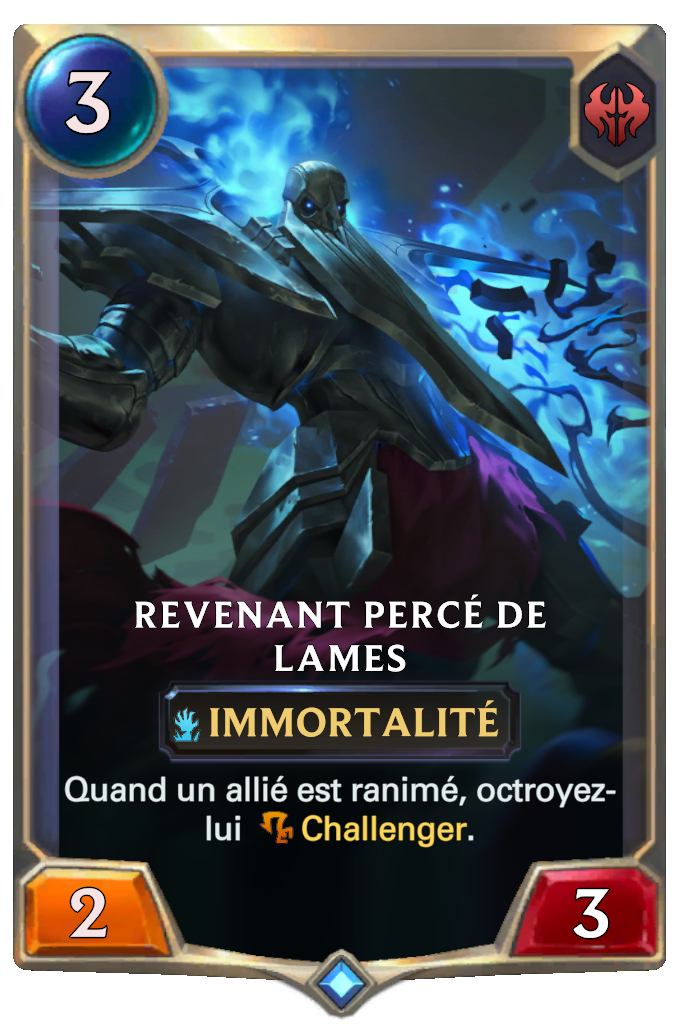 3
REVENANT PERCÉ DE
LAMES
IMMORTALITÉ
Quand un allié est ranimé, octroyez-
lui Challenger.
2
3